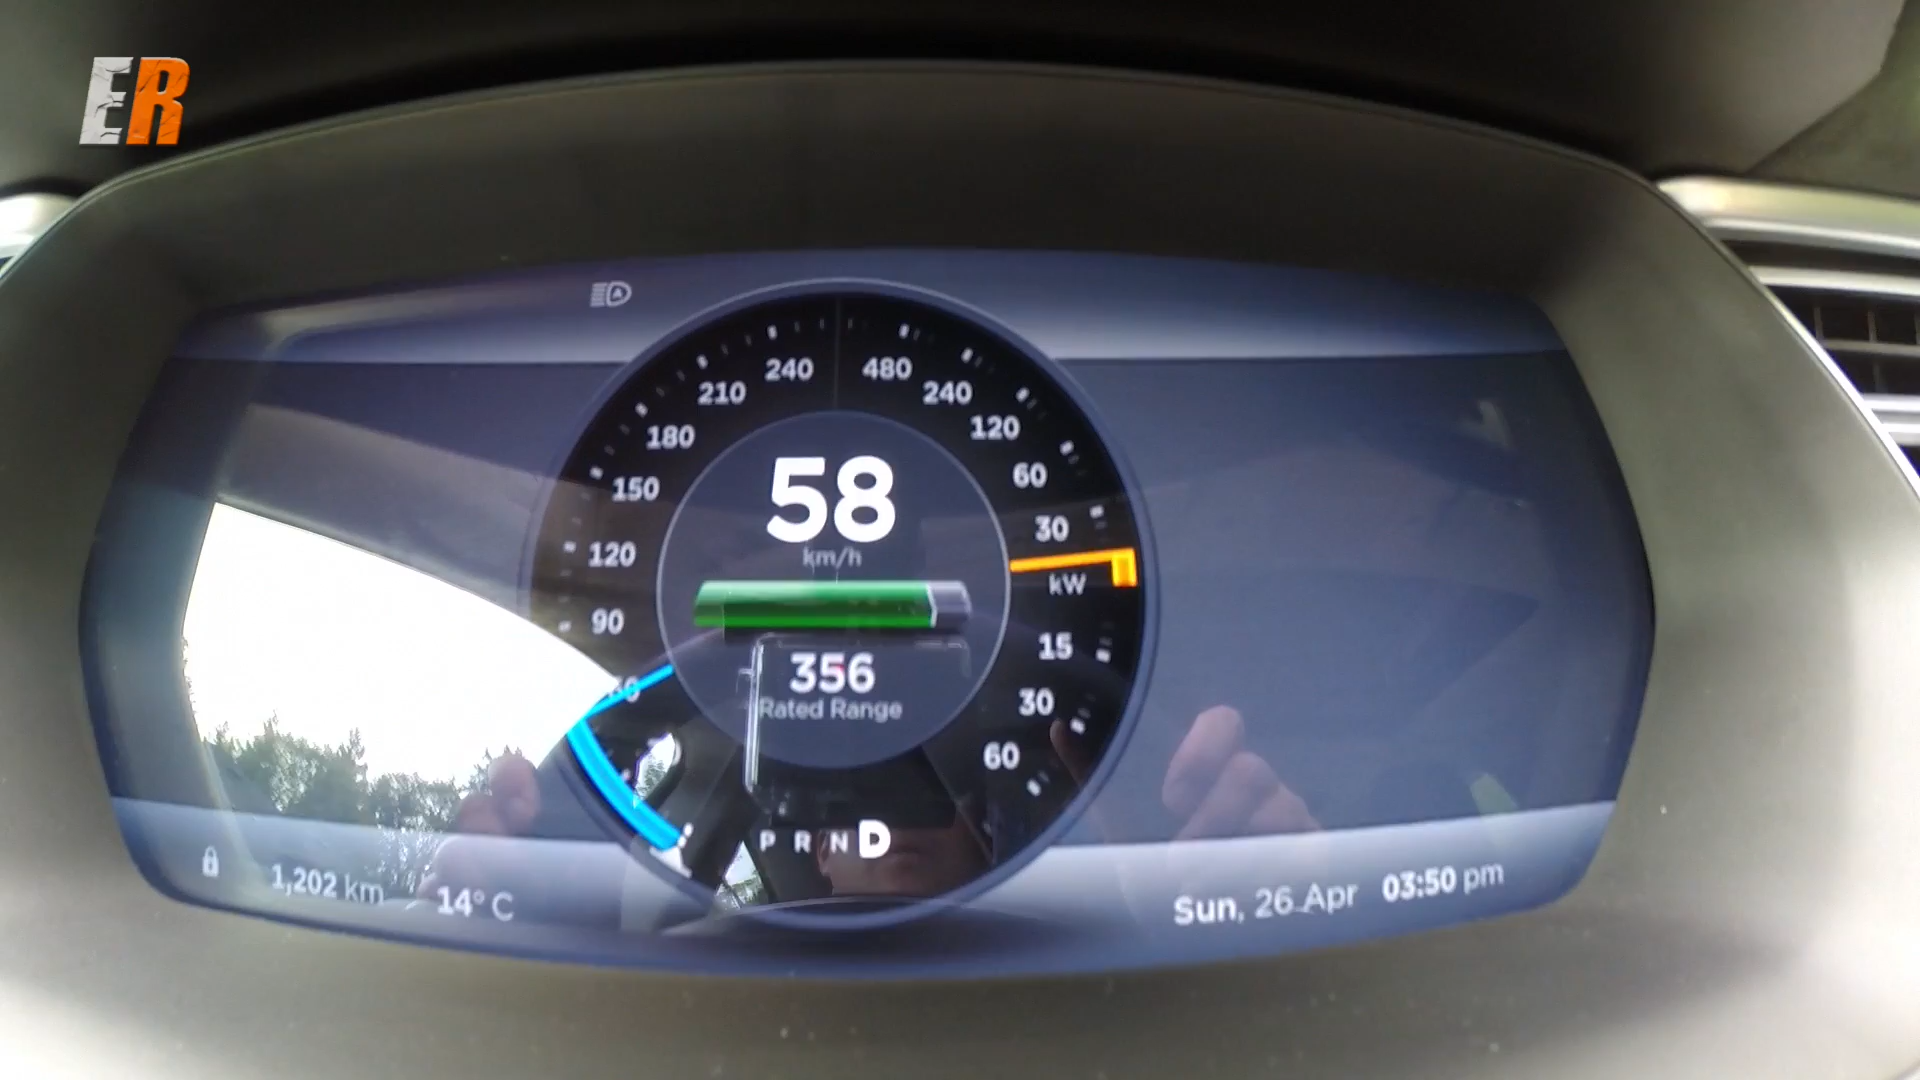 ER
A
240 480
210 240
180 120
150 60
30
120
90
60
kW
15
30
60
58
km/h
356
Rated Range
P R N D
1,202 km 14° C
Sun, 26 Apr 03:50 pm